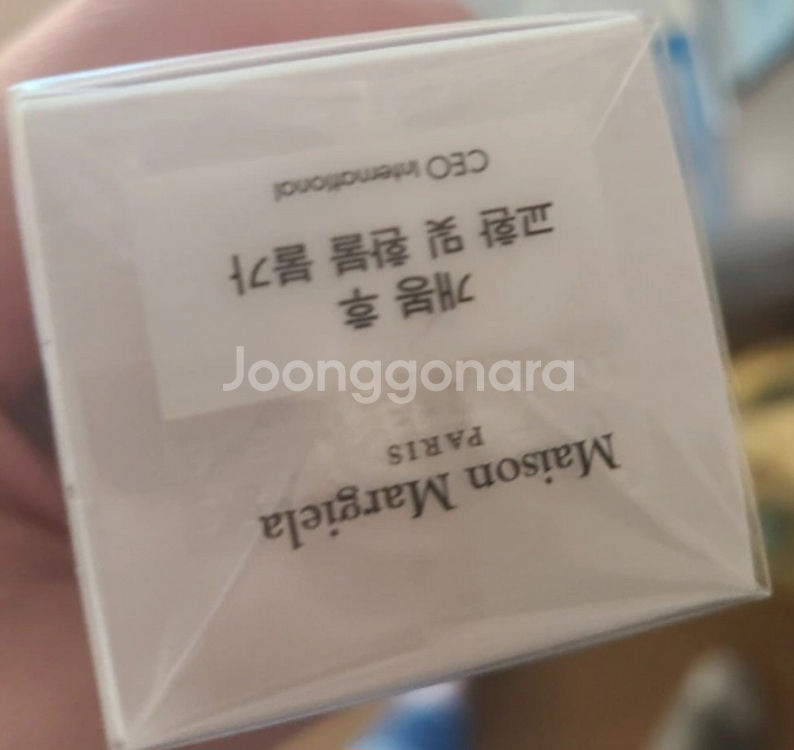 Maison Margiela
PARIS
개봉 후
교환 및 환불 불가
CEO International
Joonggonara